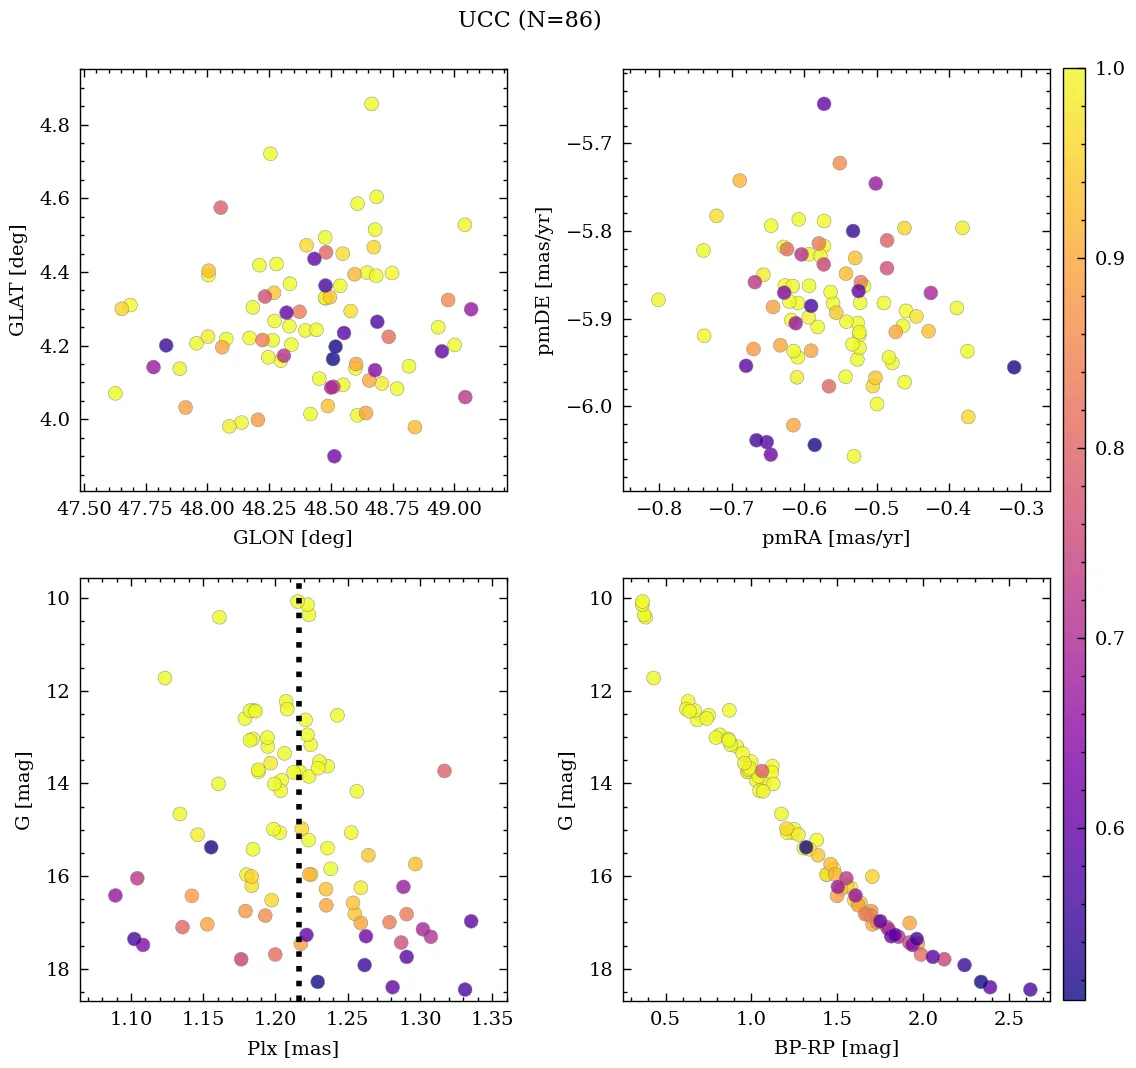 UCC (N=86)
4.8
4.6
4.4
4.2
4.0
GLAT [deg]
47.50 47.75 48.00 48.25 48.50 48.75 49.00
GLON [deg]
−5.7
−5.8
−5.9
−6.0
pmDE [mas/yr]
−0.8 −0.7 −0.6 −0.5 −0.4 −0.3
pmRA [mas/yr]
1.0
0.9
0.8
0.7
0.6
10
12
14
16
18
G [mag]
1.10 1.15 1.20 1.25 1.30 1.35
Plx [mas]
10
12
14
16
18
G [mag]
0.5 1.0 1.5 2.0 2.5
BP-RP [mag]